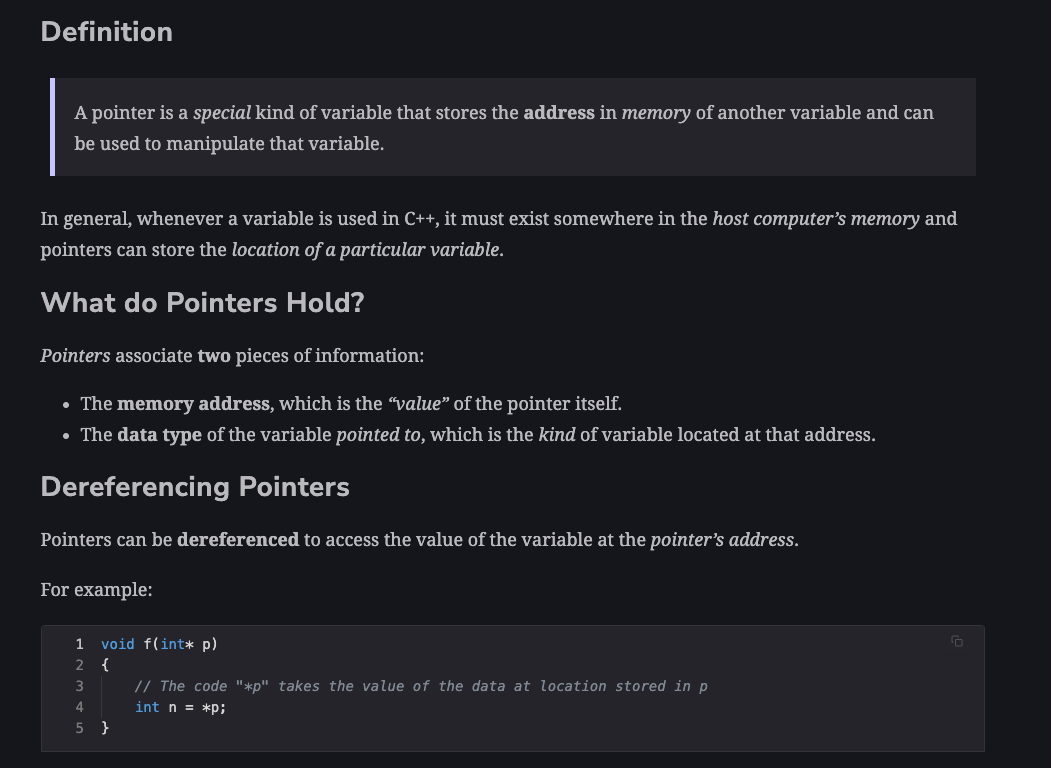 Definition
A pointer is a special kind of variable that stores the address in memory of another variable and can
be used to manipulate that variable.
In general, whenever a variable is used in C++, it must exist somewhere in the host computer’s memory and
pointers can store the location of a particular variable.
What do Pointers Hold?
Pointers associate two pieces of information:
• The memory address, which is the “value” of the pointer itself.
• The data type of the variable pointed to, which is the kind of variable located at that address.
Dereferencing Pointers
Pointers can be dereferenced to access the value of the variable at the pointer’s address.
For example:
1 void f(int* p)
2 {
3     // The code "*p" takes the value of the data at location stored in p
4     int n = *p;
5 }